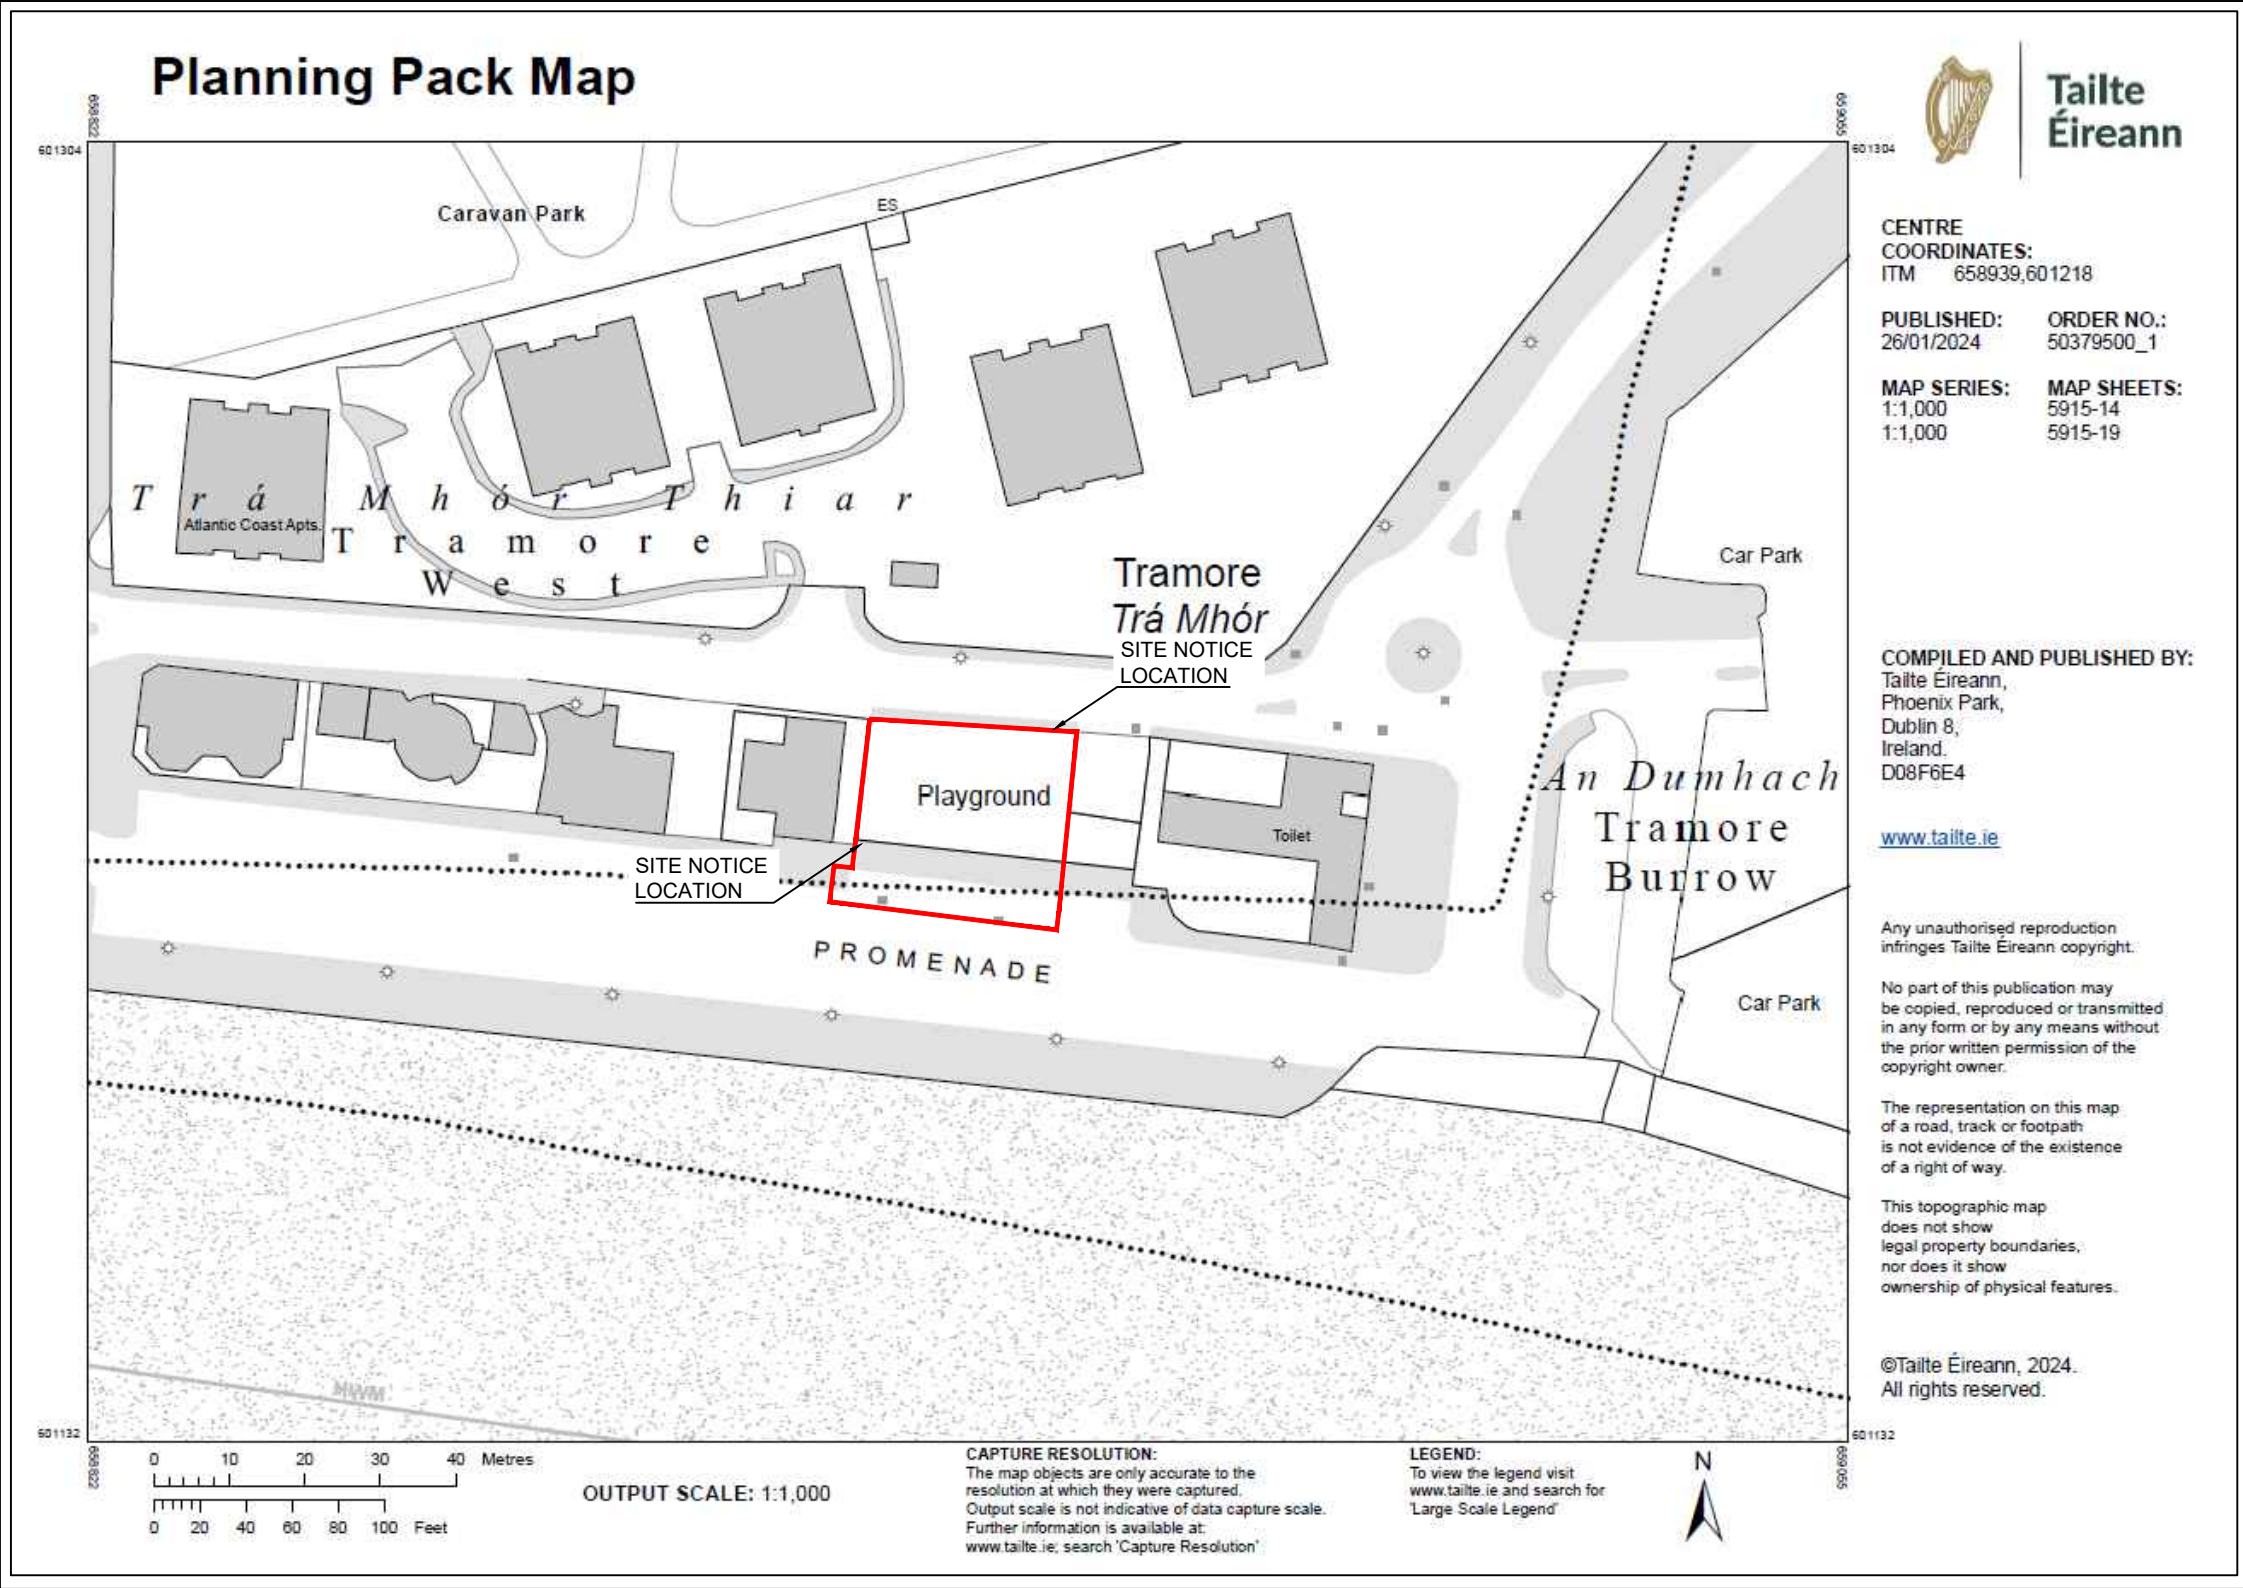 Planning Pack Map
Tailte
Éireann
658822
659055
601304
601304
Caravan Park
ES
CENTRE
COORDINATES:
ITM 658939,601218
PUBLISHED: ORDER NO.:
26/01/2024 50379500_1
MAP SERIES: MAP SHEETS:
1:1,000 5915-14
1:1,000 5915-19
Trá Mhór Thiar
Atlantic Coast Apts.
Tramore
West
Car Park
Tramore
Trá Mhór
SITE NOTICE
LOCATION
Playground
Toilet
An Dumhach
Tramore
Burrow
SITE NOTICE
LOCATION
PROMENADE
Car Park
COMPILED AND PUBLISHED BY:
Tailte Éireann,
Phoenix Park,
Dublin 8,
Ireland.
D08F6E4
www.tailte.ie
Any unauthorised reproduction
infringes Tailte Éireann copyright.
No part of this publication may
be copied, reproduced or transmitted
in any form or by any means without
the prior written permission of the
copyright owner.
The representation on this map
of a road, track or footpath
is not evidence of the existence
of a right of way.
This topographic map
does not show
legal property boundaries,
nor does it show
ownership of physical features.
©Tailte Éireann, 2024.
All rights reserved.
HWM
601132
601132
658822
659055
0 10 20 30 40 Metres
0 20 40 60 80 100 Feet
OUTPUT SCALE: 1:1,000
CAPTURE RESOLUTION:
The map objects are only accurate to the
resolution at which they were captured.
Output scale is not indicative of data capture scale.
Further information is available at:
www.tailte.ie; search 'Capture Resolution'
LEGEND:
To view the legend visit
www.tailte.ie and search for
'Large Scale Legend'
N